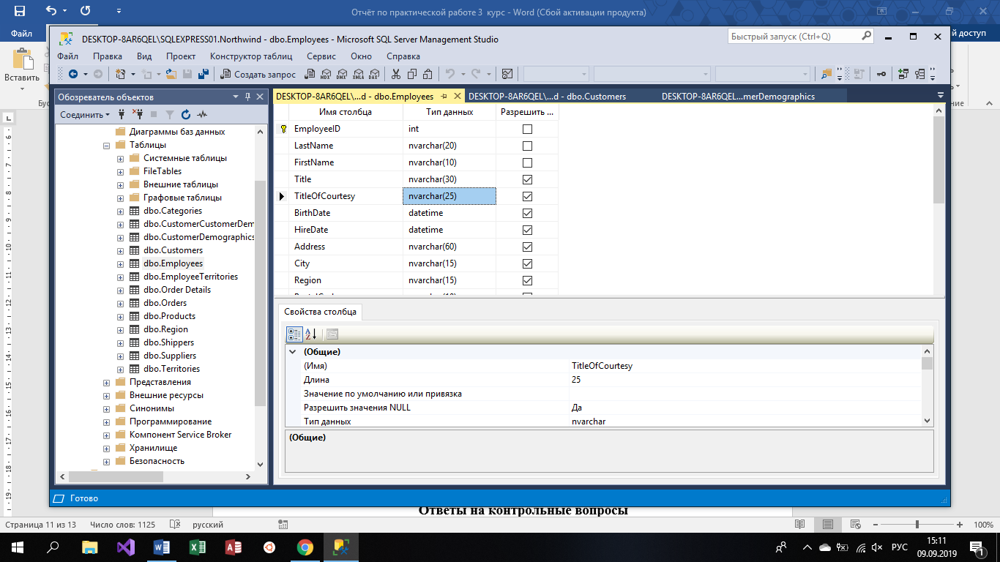 Отчёт по практической работе 3 курс - Word (Сбой активации продукта)
Файл
й доступ
Вставить
DESKTOP-8AR6QEL\SQLEXPRESS01.Northwind - dbo.Employees - Microsoft SQL Server Management Studio
Быстрый запуск (Ctrl+Q)
Файл Правка Вид Проект Конструктор таблиц Сервис Окно Справка
Создать запрос MDX DMX XMLA DAX
Обозреватель объектов
Соединить
Диаграммы баз данных
Таблицы
Системные таблицы
FileTables
Внешние таблицы
Графовые таблицы
dbo.Categories
dbo.CustomerCustomerDem
dbo.CustomerDemographics
dbo.Customers
dbo.Employees
dbo.EmployeeTerritories
dbo.Order Details
dbo.Orders
dbo.Products
dbo.Region
dbo.Shippers
dbo.Suppliers
dbo.Territories
Представления
Внешние ресурсы
Синонимы
Программирование
Компонент Service Broker
Хранилище
Безопасность
DESKTOP-8AR6QEL\...d - dbo.Employees DESKTOP-8AR6QEL\...d - dbo.Customers DESKTOP-8AR6QEL...merDemographics
Имя столбца Тип данных Разрешить ...
EmployeeID int
LastName nvarchar(20)
FirstName nvarchar(10)
Title nvarchar(30)
TitleOfCourtesy nvarchar(25)
BirthDate datetime
HireDate datetime
Address nvarchar(60)
City nvarchar(15)
Region nvarchar(15)
Свойства столбца
(Общие)
(Имя) TitleOfCourtesy
Длина 25
Значение по умолчанию или привязка
Разрешить значения NULL Да
Тип данных nvarchar
(Общие)
Готово
Ответы на контрольные вопросы
Страница 11 из 13 Число слов: 1125 русский 100%
РУС
15:11
09.09.2019
1